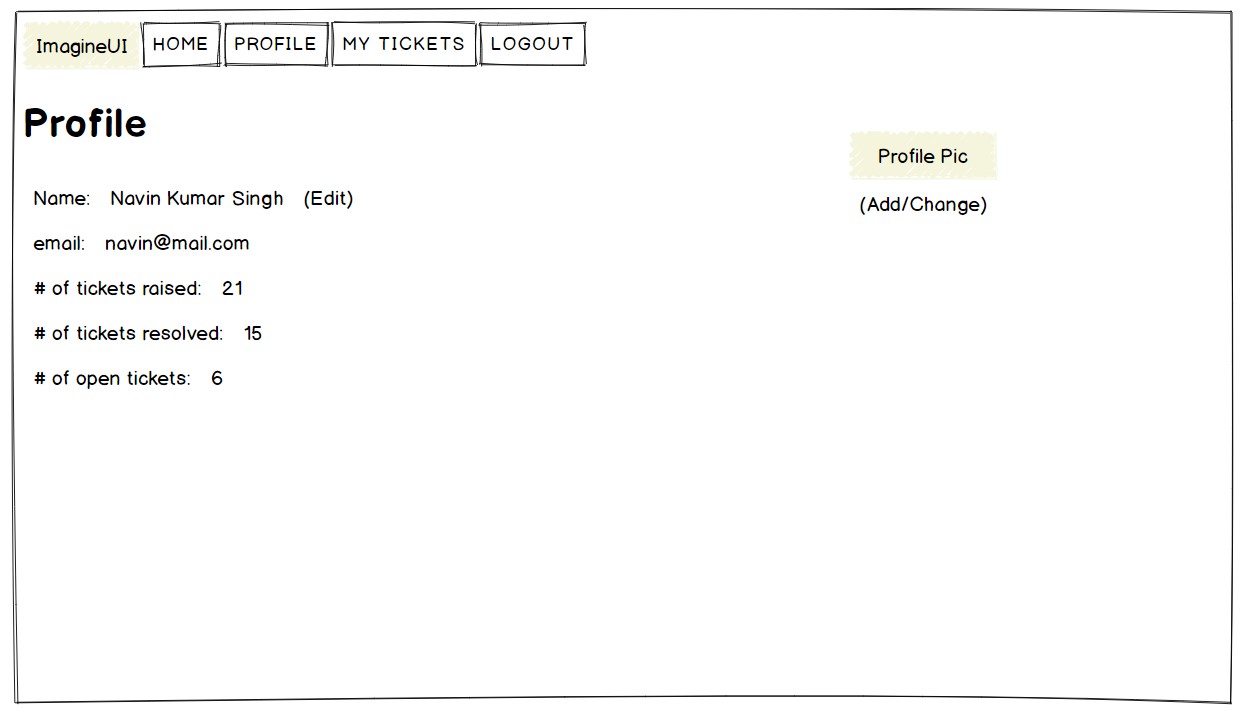 ImagineUI HOME PROFILE MY TICKETS LOGOUT
Profile
Profile Pic
(Add/Change)
Name: Navin Kumar Singh (Edit)
email: navin@mail.com
# of tickets raised: 21
# of tickets resolved: 15
# of open tickets: 6